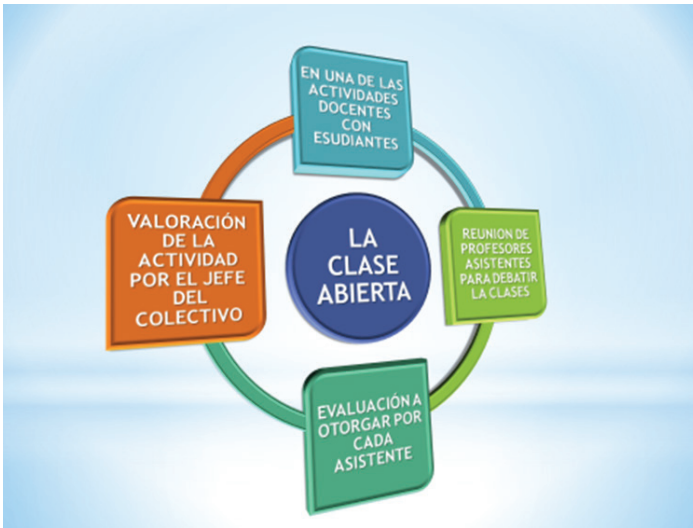 EN UNA DE LAS
ACTIVIDADES
DOCENTES
CON
ESUDIANTES
LA
CLASE
ABIERTA
REUNION DE
PROFESORES
ASISTENTES
PARA DEBATIR
LA CLASES
EVALUACIÓN A
OTORGAR POR
CADA
ASISTENTE
VALORACIÓN
DE LA
ACTIVIDAD
POR EL JEFE
DEL
COLECTIVO